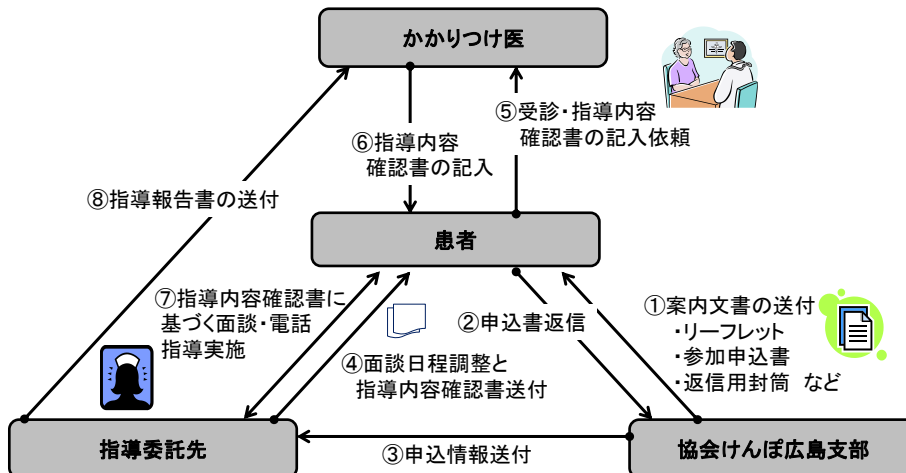 かかりつけ医
⑤受診・指導内容
確認書の記入依頼
⑥指導内容
確認書の記入
⑧指導報告書の送付
患者
⑦指導内容確認書に
基づく面談・電話
指導実施
②申込書返信
①案内文書の送付
・リーフレット
・参加申込書
・返信用封筒 など
④面談日程調整と
指導内容確認書送付
指導委託先
③申込情報送付
協会けんぽ広島支部